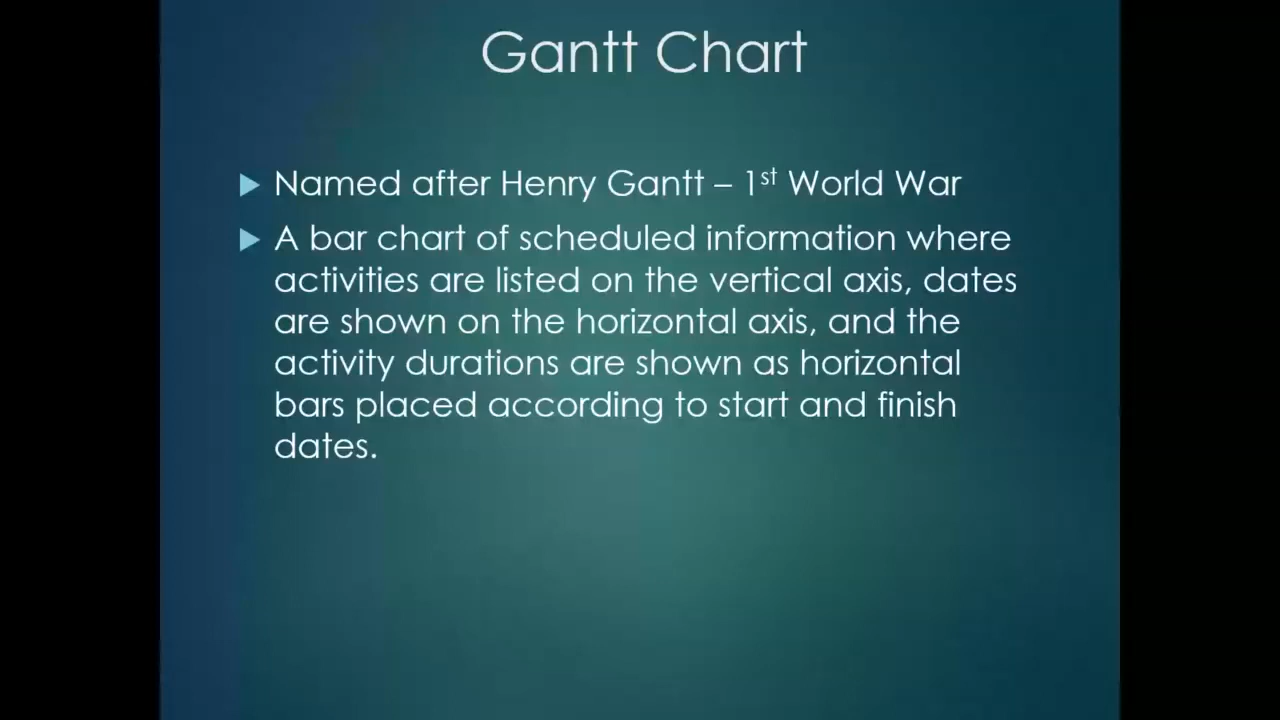 Gantt Chart
Named after Henry Gantt – 1st World War
A bar chart of scheduled information where
activities are listed on the vertical axis, dates
are shown on the horizontal axis, and the
activity durations are shown as horizontal
bars placed according to start and finish
dates.